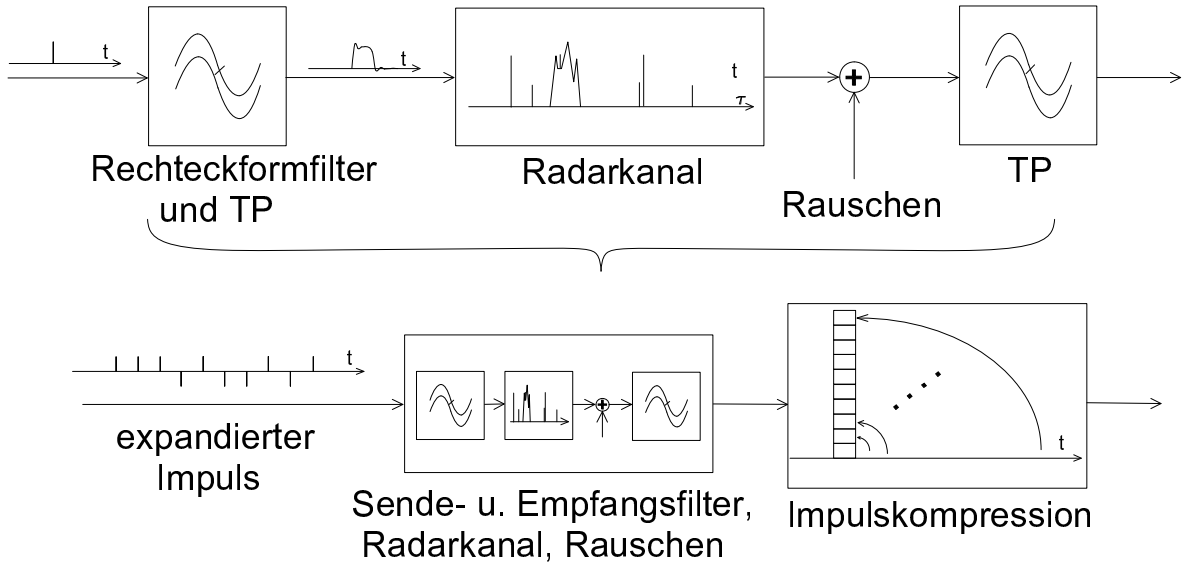 t
t
t
τ
+
Rechteckformfilter
und TP
Radarkanal
TP
Rauschen
t
+
t
expandierter
Impuls
Sende- u. Empfangsfilter,
Radarkanal, Rauschen
Impulskompression